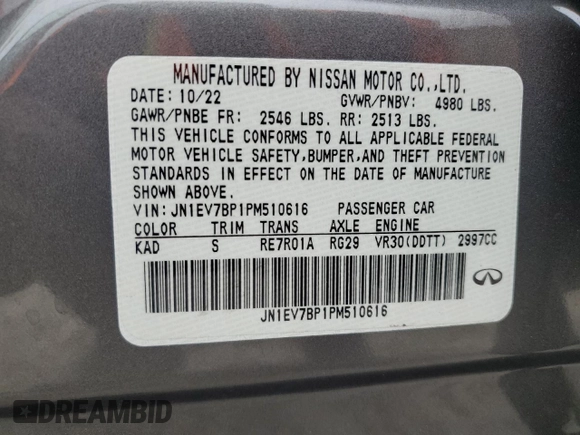 MANUFACTURED BY NISSAN MOTOR CO.,LTD.
DATE: 10/22 GVWR/PNBV: 4980 LBS.
GAWR/PNBE FR: 2546 LBS. RR: 2513 LBS.
THIS VEHICLE CONFORMS TO ALL APPLICABLE FEDERAL
MOTOR VEHICLE SAFETY,BUMPER,AND THEFT PREVENTION
STANDARDS IN EFFECT ON THE DATE OF MANUFACTURE
SHOWN ABOVE.
VIN: JN1EV7BP1PM510616 PASSENGER CAR
COLOR TRIM TRANS AXLE ENGINE
KAD S RE7R01A RG29 VR30(DDTT) 2997CC
JN1EV7BP1PM510616
DREAMBID